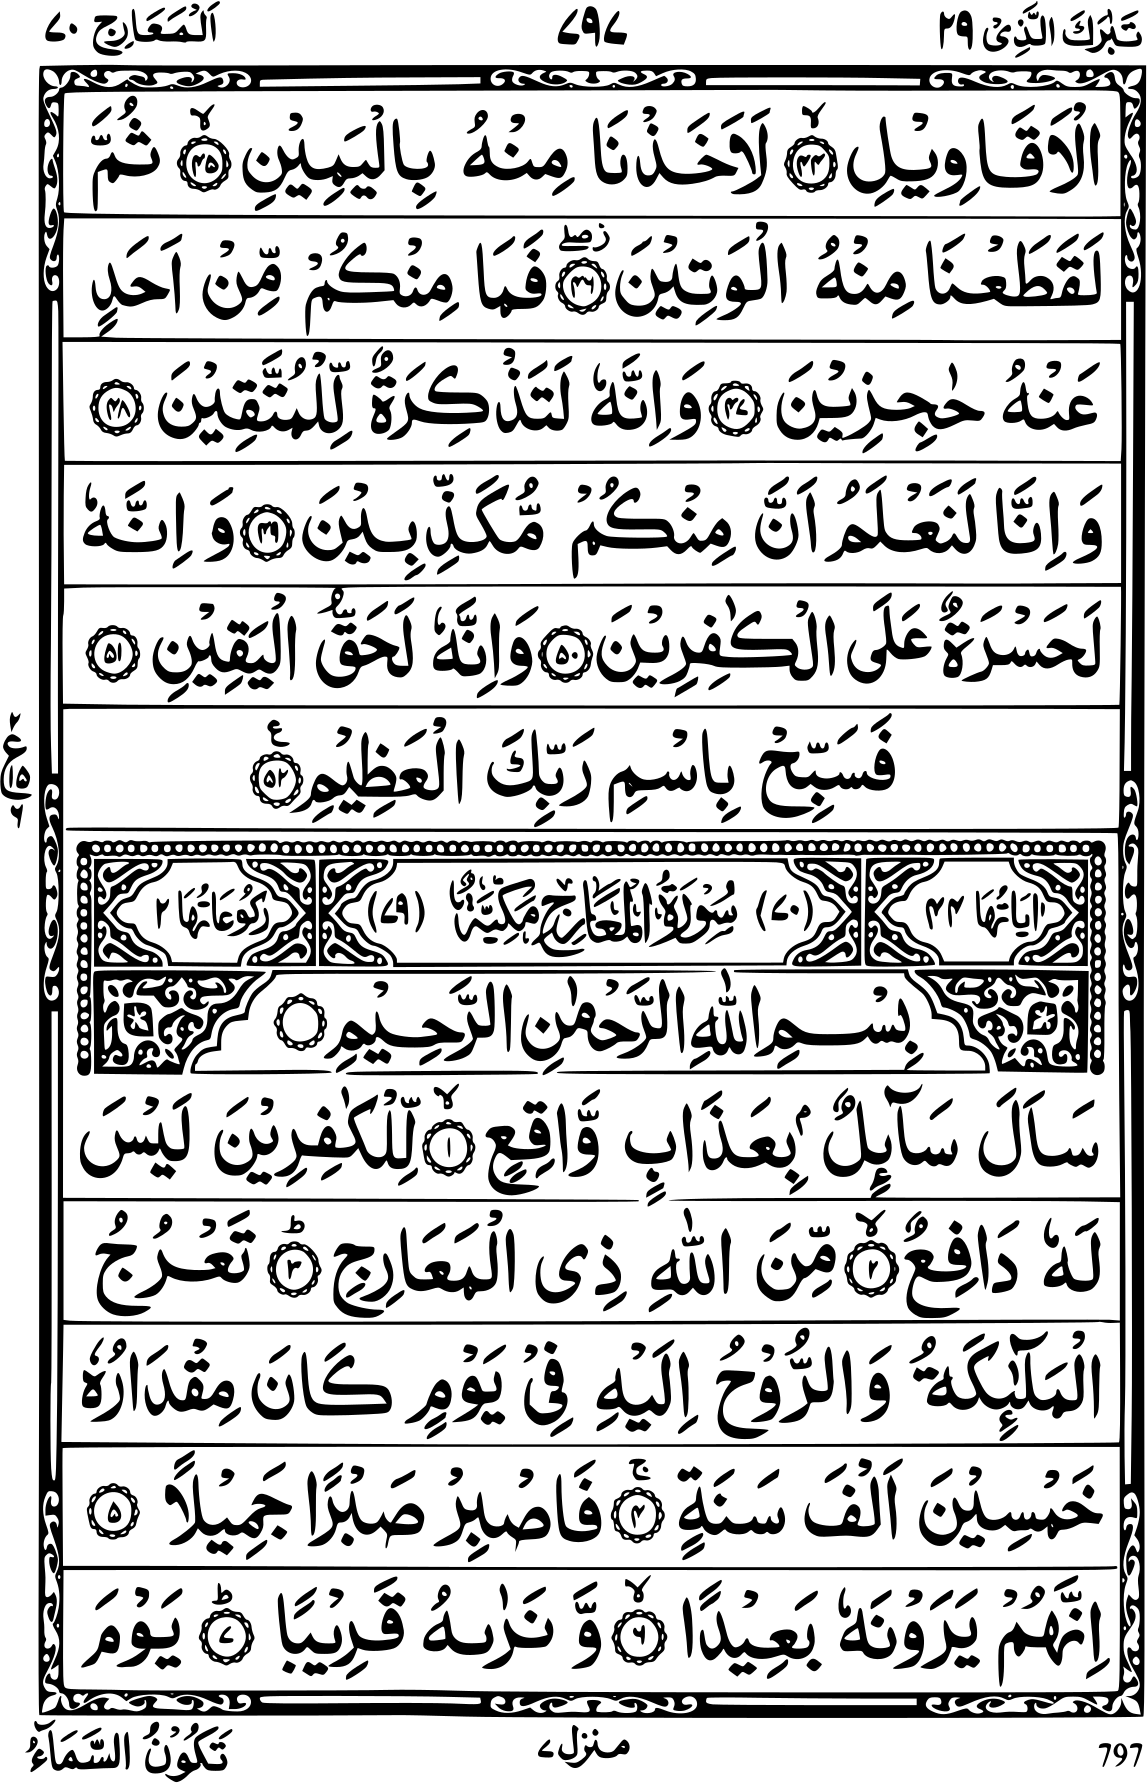 تَبٰرَكَ الَّذِىْ ۲۹ ۷۹۷ اَلْمَعَارِج ۷۰
الْاَقَاوِيْلِ ۙ﴿۴۴﴾ لَاَخَذْنَا مِنْهُ بِالْيَمِيْنِ ۙ﴿۴۵﴾ ثُمَّ
لَقَطَعْنَا مِنْهُ الْوَتِيْنَ ۖز ﴿۴۶﴾ فَمَا مِنْكُمْ مِّنْ اَحَدٍ
عَنْهُ حٰجِزِيْنَ ﴿۴۷﴾ وَاِنَّهٗ لَتَذْكِرَةٌ لِّلْمُتَّقِيْنَ ﴿۴۸﴾
وَاِنَّا لَنَعْلَمُ اَنَّ مِنْكُمْ مُّكَذِّبِيْنَ ﴿۴۹﴾ وَ اِنَّهٗ
لَحَسْرَةٌ عَلَى الْكٰفِرِيْنَ ﴿۵۰﴾ وَاِنَّهٗ لَحَقُّ الْيَقِيْنِ ﴿۵۱﴾
فَسَبِّحْ بِاسْمِ رَبِّكَ الْعَظِيْمِ ﴿۵۲﴾ ع
۲ ع ۱۵ ۶
اٰيَاتُهَا ۴۴ (۷۰) سُوْرَةُ الْمَعَارِجِ مَكِّيَّةٌ (۷۹) رَكُوْعَاتُهَا ۲
بِسْمِ اللهِ الرَّحْمٰنِ الرَّحِيْمِ
سَاَلَ سَآئِلٌۢ بِعَذَابٍ وَّاقِعٍ ۙ﴿۱﴾ لِّلْكٰفِرِيْنَ لَيْسَ
لَهٗ دَافِعٌ ۙ﴿۲﴾ مِّنَ اللهِ ذِى الْمَعَارِجِ ؕ﴿۳﴾ تَعْرُجُ
الْمَلٰٓئِكَةُ وَالرُّوْحُ اِلَيْهِ فِىْ يَوْمٍ كَانَ مِقْدَارُهٗ
خَمْسِيْنَ اَلْفَ سَنَةٍ ۚ﴿۴﴾ فَاصْبِرْ صَبْرًا جَمِيْلًا ﴿۵﴾
اِنَّهُمْ يَرَوْنَهٗ بَعِيْدًا ۙ﴿۶﴾ وَّ نَرٰىهُ قَرِيْبًا ؕ﴿۷﴾ يَوْمَ
797 منزل ۷ تَكُوْنُ السَّمَآءُ